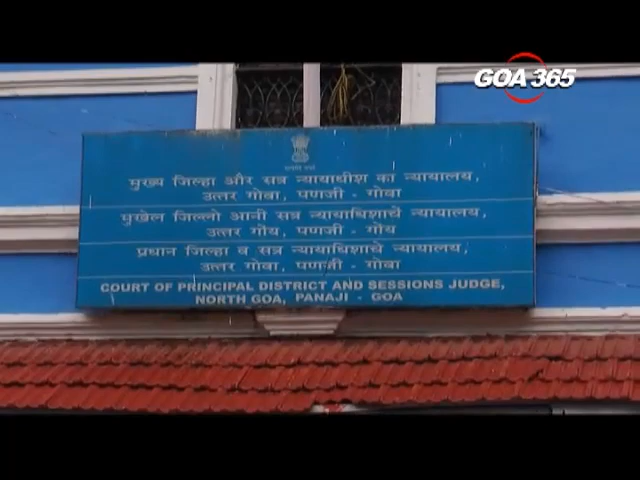 GOA 365
मुख्य जिल्हा और सत्र न्यायाधीश का न्यायालय,
उत्तर गोवा, पणजी - गोवा
मुखेल जिल्लो आनी सत्र न्यायाधिशाचें न्यायालय,
उत्तर गोंय, पणजी - गोंय
प्रधान जिल्हा व सत्र न्यायाधिशाचे न्यायालय,
उत्तर गोवा, पणजी - गोवा
COURT OF PRINCIPAL DISTRICT AND SESSIONS JUDGE,
NORTH GOA, PANAJI - GOA